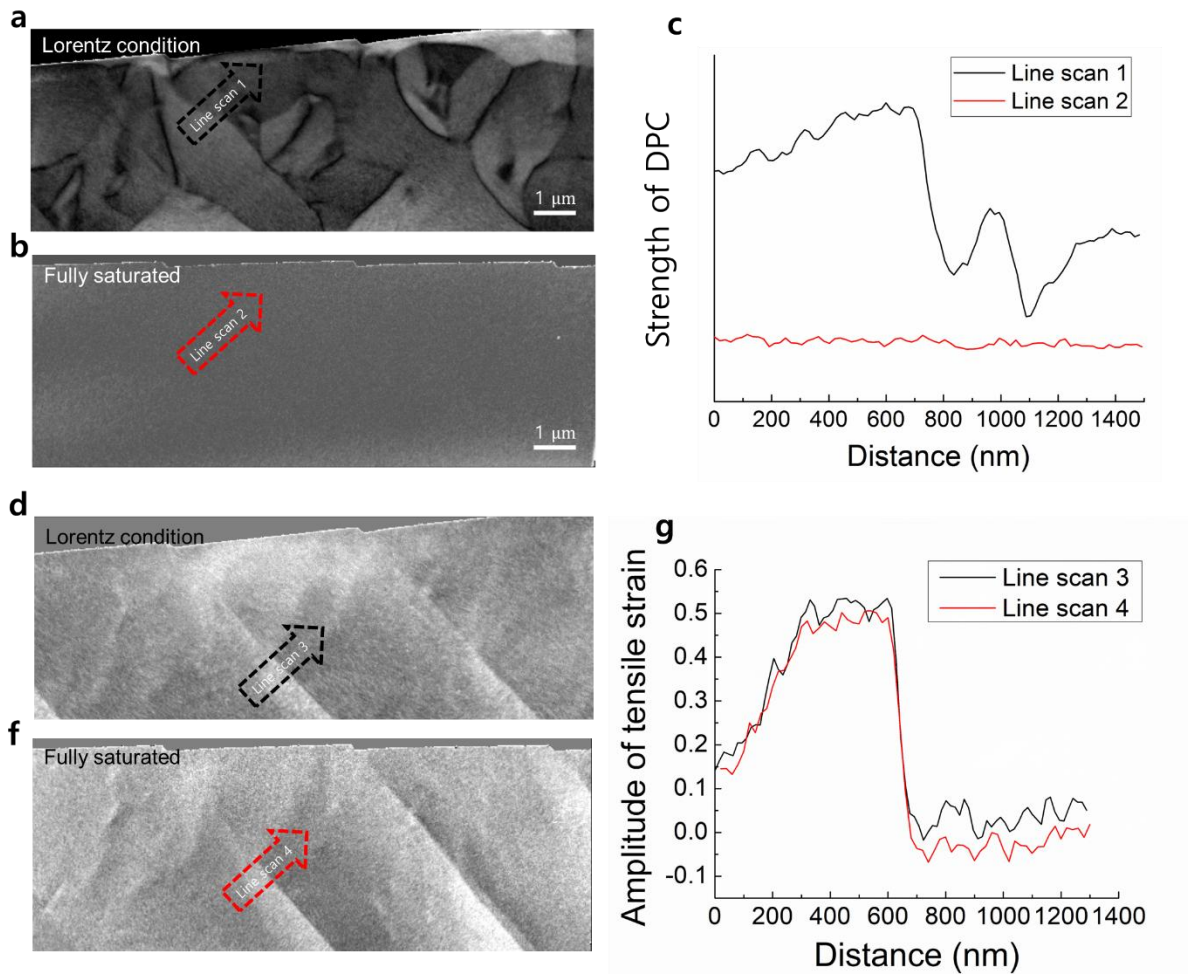 a
Lorentz condition
Line scan 1
1 μm
b
Fully saturated
Line scan 2
1 μm
c
Line scan 1
Line scan 2
Strength of DPC
0 200 400 600 800 1000 1200 1400
Distance (nm)
d
Lorentz condition
Line scan 3
f
Fully saturated
Line scan 4
g
Line scan 3
Line scan 4
Amplitude of tensile strain
0.6
0.5
0.4
0.3
0.2
0.1
0.0
-0.1
0 200 400 600 800 1000 1200 1400
Distance (nm)